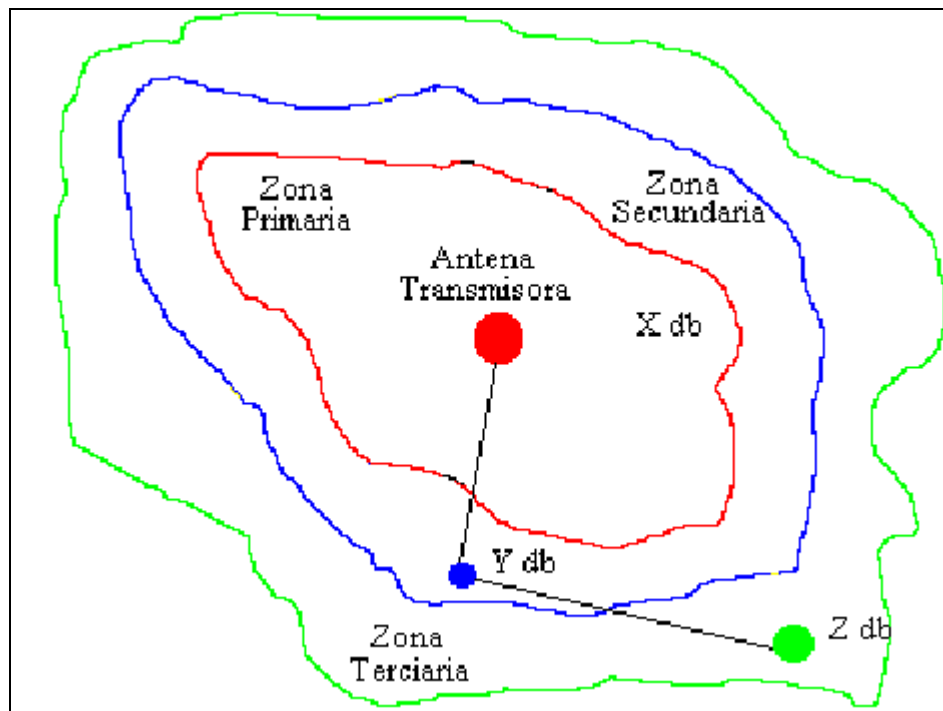 Zona
Primaria
Zona
Secundaria
Antena
Transmisora
X db
Y db
Z db
Zona
Terciaria